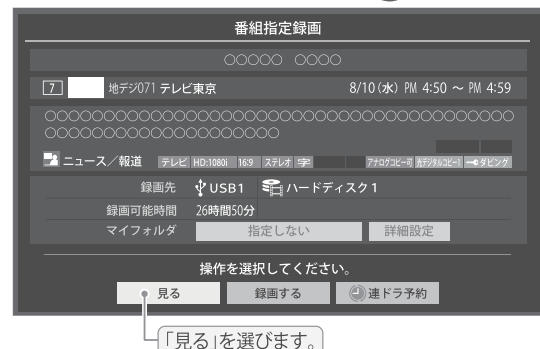 番組指定録画
○○○○○ ○○○○
7 地デジ071 テレビ東京 8/10(水) PM 4:50 ～ PM 4:59
○○○○○○○○○○○○○○○○○○○○○○○○○○○○○○○○○○
○○○○○○○○○○○○○○○○○○
ニュース／報道 テレビ HD:1080i 16:9 ステレオ 字 アナログコピー可 光デジタルコピー1 ダビング
録画先 USB1 ハードディスク1
録画可能時間 26時間50分
マイフォルダ 指定しない 詳細設定
操作を選択してください。
見る 録画する 連ドラ予約
「見る」を選びます。